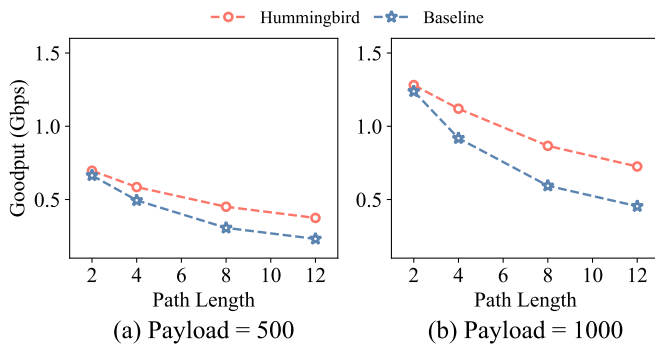 Hummingbird Baseline
Goodput (Gbps)
1.5
1.0
0.5
2 4 6 8 10 12
Path Length
(a) Payload = 500
1.5
1.0
0.5
2 4 6 8 10 12
Path Length
(b) Payload = 1000